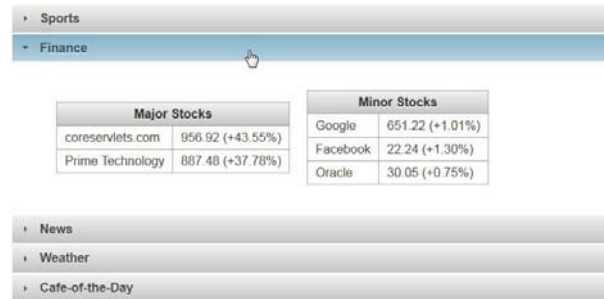 Sports
Finance
Major Stocks
coreservlets.com 956.92 (+43.55%)
Prime Technology 887.48 (+37.78%)
Minor Stocks
Google 651.22 (+1.01%)
Facebook 22.24 (+1.30%)
Oracle 30.05 (+0.75%)
News
Weather
Cafe-of-the-Day